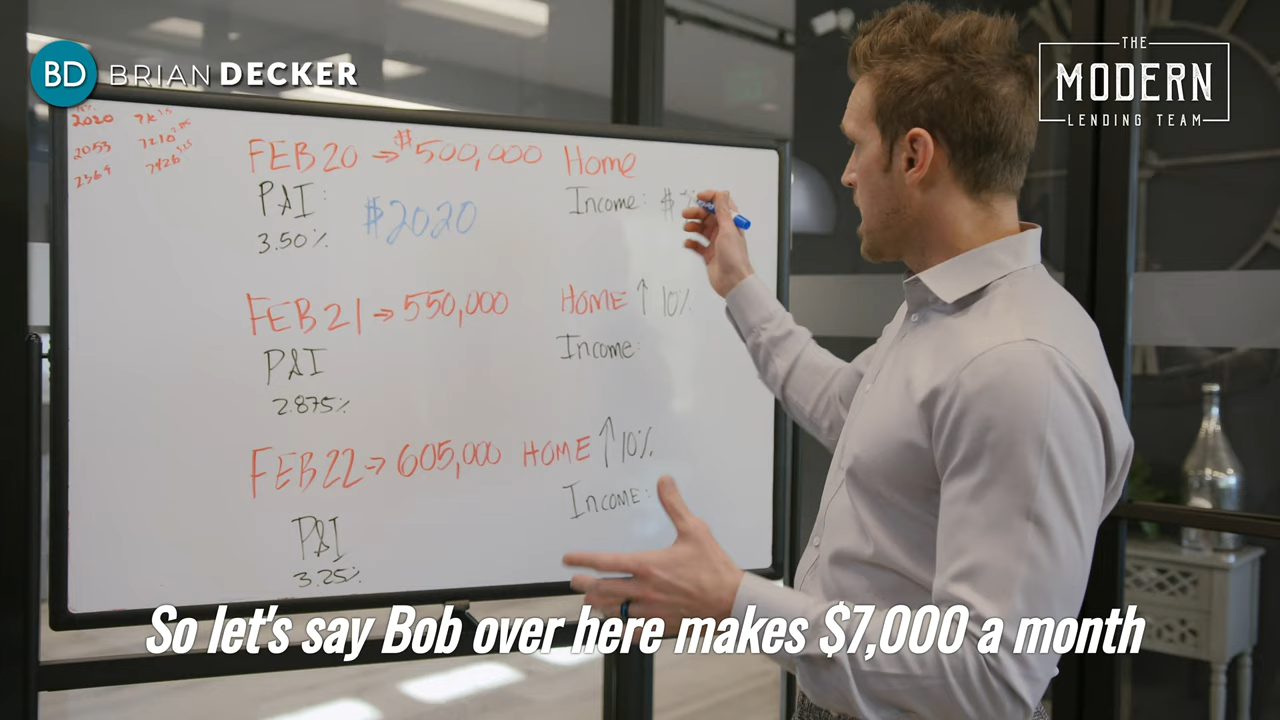 BD BRIAN DECKER
THE
MODERN
LENDING TEAM
2020 7K
2053 7210
2369 7426
FEB 20 → $500,000 Home
P&I: $2020
3.50%
Income: $
FEB 21 → 550,000 HOME ↑ 10%
P&I
2.875%
Income:
FEB 22 → 605,000 HOME ↑ 10%
Income:
P&I
3.25%
So let's say Bob over here makes $7,000 a month